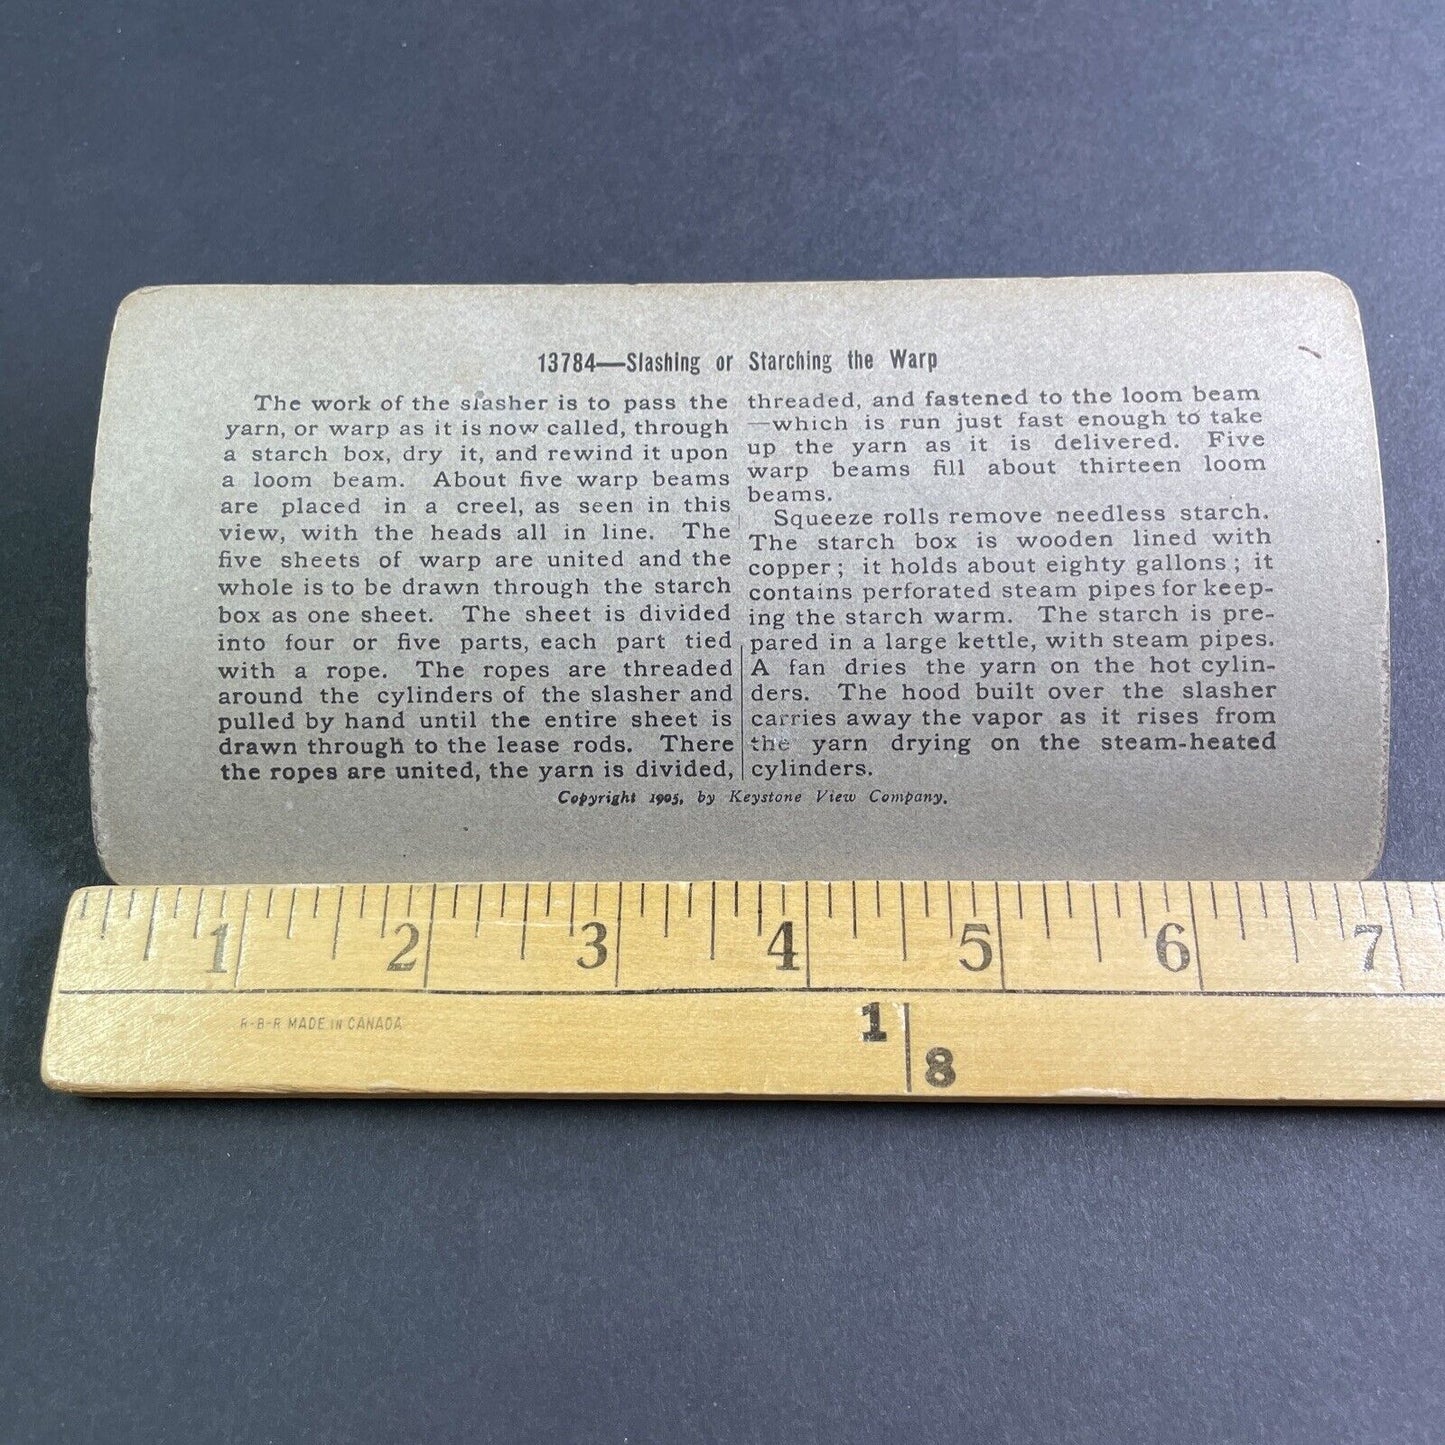 13784—Slashing or Starching the Warp
The work of the slasher is to pass the
yarn, or warp as it is now called, through
a starch box, dry it, and rewind it upon
a loom beam. About five warp beams
are placed in a creel, as seen in this
view, with the heads all in line. The
five sheets of warp are united and the
whole is to be drawn through the starch
box as one sheet. The sheet is divided
into four or five parts, each part tied
with a rope. The ropes are threaded
around the cylinders of the slasher and
pulled by hand until the entire sheet is
drawn through to the lease rods. There
the ropes are united, the yarn is divided,
threaded, and fastened to the loom beam
—which is run just fast enough to take
up the yarn as it is delivered. Five
warp beams fill about thirteen loom
beams.
Squeeze rolls remove needless starch.
The starch box is wooden lined with
copper; it holds about eighty gallons; it
contains perforated steam pipes for keep-
ing the starch warm. The starch is pre-
pared in a large kettle, with steam pipes.
A fan dries the yarn on the hot cylin-
ders. The hood built over the slasher
carries away the vapor as it rises from
the yarn drying on the steam-heated
cylinders.
Copyright 1905, by Keystone View Company.
1 2 3 4 5 6 7
R-B-R MADE IN CANADA
1
8